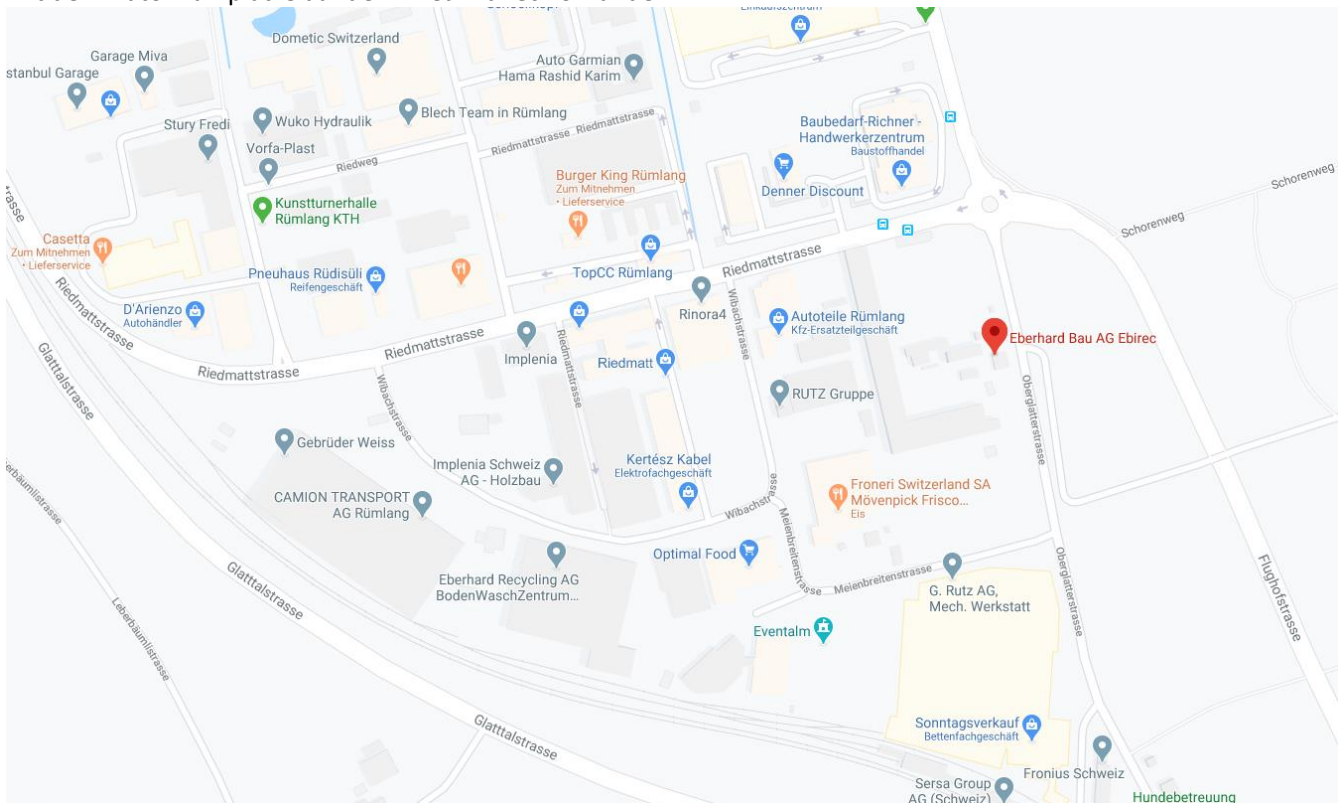 Einkaufszentrum
Dometic Switzerland
Garage Miva
stanbul Garage
Auto Garmian
Hama Rashid Karim
Stury Fredi
Wuko Hydraulik
Blech Team in Rümlang
Vorfa-Plast
Riedweg
Riedmattstrasse
Riedmattstrasse
Baubedarf-Richner -
Handwerkerzentrum
Baustoffhandel
Denner Discount
Burger King Rümlang
Zum Mitnehmen
• Lieferservice
Schorenweg
Schorenweg
Kunstturnerhalle
Rümlang KTH
Casetta
Zum Mitnehmen
• Lieferservice
strasse
Pneuhaus Rüdisüli
Reifengeschäft
TopCC Rümlang
Riedmattstrasse
Rinora4
Wibachstrasse
Autoteile Rümlang
Kfz-Ersatzteilgeschäft
Eberhard Bau AG Ebirec
D'Arienzo
Autohändler
Riedmattstrasse
Riedmattstrasse
Riedmattstrasse
Implenia
Riedmattstrasse
Riedmatt
RUTZ Gruppe
Oberglatterstrasse
Glatttalstrasse
Wibachstrasse
Gebrüder Weiss
Implenia Schweiz
AG - Holzbau
Kertész Kabel
Elektrofachgeschäft
CAMION TRANSPORT
AG Rümlang
Froneri Switzerland SA
Mövenpick Frisco...
Eis
Wibachstrasse
Meienbreitenstrasse
Optimal Food
Eberhard Recycling AG
BodenWaschZentrum...
Meienbreitenstrasse
G. Rutz AG,
Mech. Werkstatt
Oberglatterstrasse
Flughofstrasse
Leberbäumlistrasse
Glatttalstrasse
Leberbäumlistrasse
Eventalm
Glatttalstrasse
Sonntagsverkauf
Bettenfachgeschäft
Fronius Schweiz
Sersa Group
AG (Schweiz)
Hundebetreuung